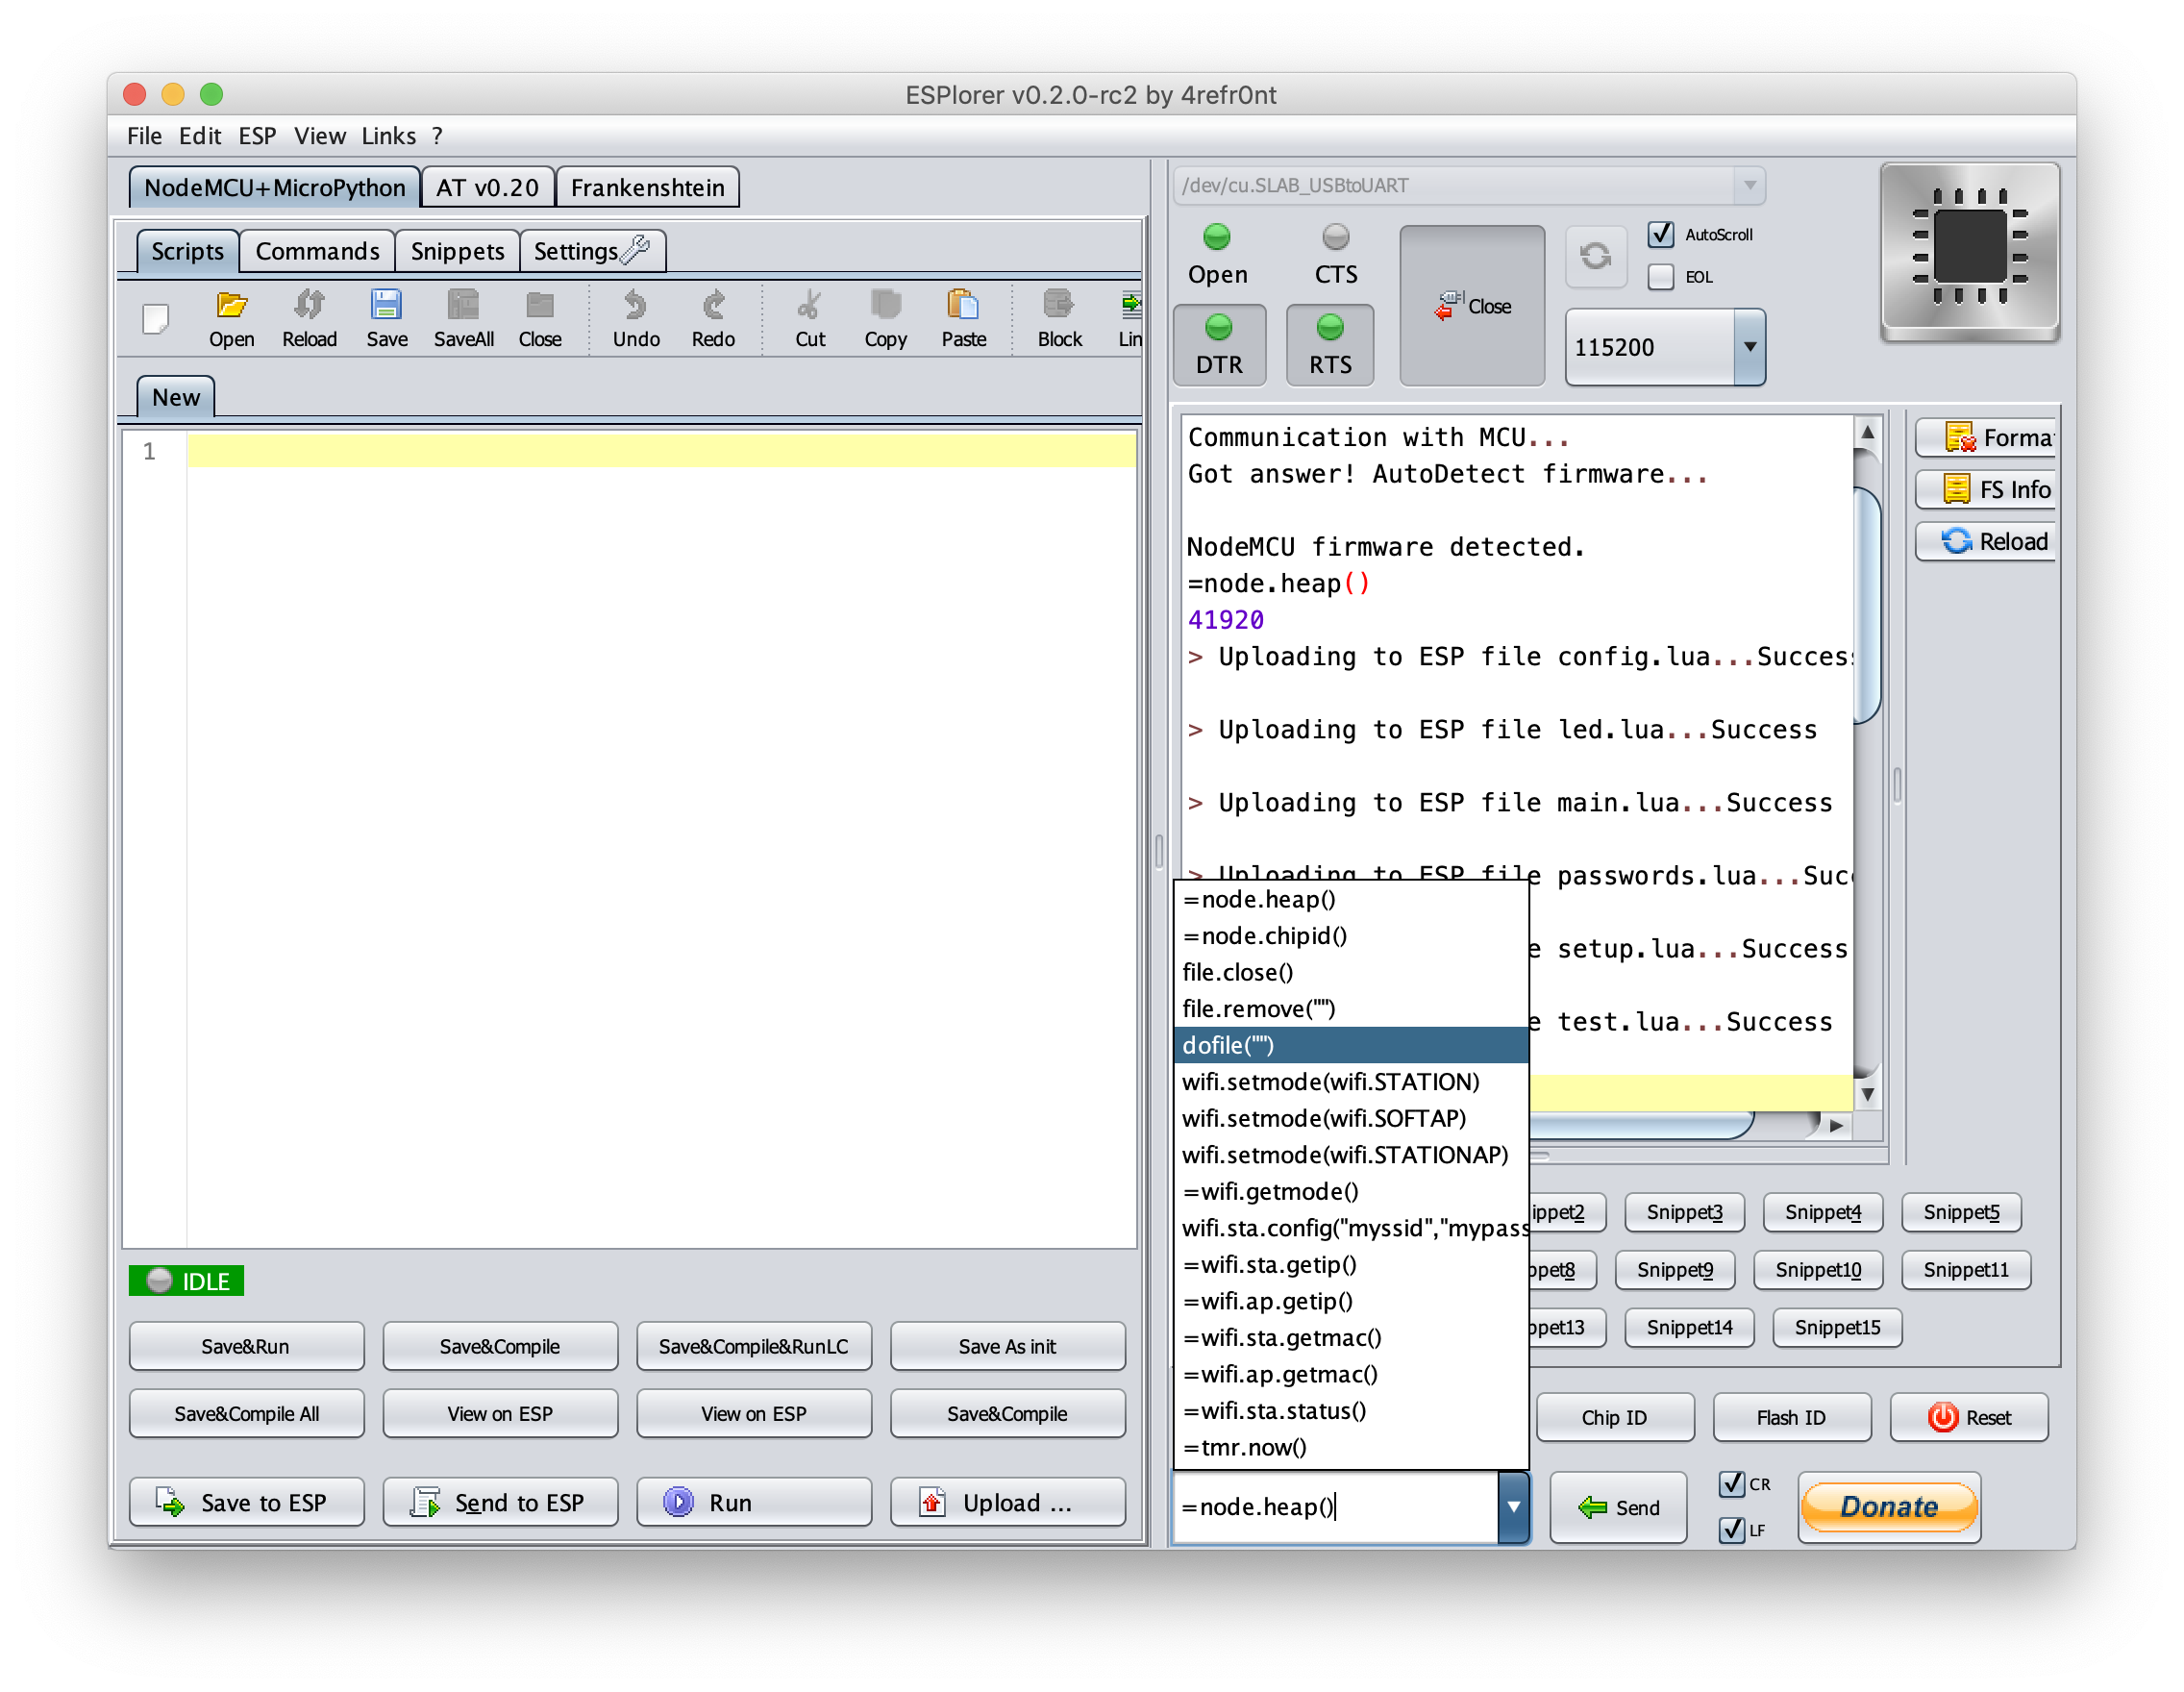 ESPlorer v0.2.0-rc2 by 4refr0nt
File Edit ESP View Links ?
NodeMCU+MicroPython AT v0.20 Frankenshtein
Scripts Commands Snippets Settings
Open Reload Save SaveAll Close Undo Redo Cut Copy Paste Block Lin
New
1
IDLE
Save&Run Save&Compile Save&Compile&RunLC Save As init
Save&Compile All View on ESP View on ESP Save&Compile
Save to ESP Send to ESP Run Upload ...
/dev/cu.SLAB_USBtoUART
Open CTS
DTR RTS
Close
AutoScroll
EOL
115200
Communication with MCU...
Got answer! AutoDetect firmware...
NodeMCU firmware detected.
=node.heap()
41920
> Uploading to ESP file config.lua...Success
> Uploading to ESP file led.lua...Success
> Uploading to ESP file main.lua...Success
> Uploading to ESP file passwords.lua...Succ
e setup.lua...Success
e test.lua...Success
Format
FS Info
Reload
=node.heap()
=node.chipid()
file.close()
file.remove("")
dofile("")
wifi.setmode(wifi.STATION)
wifi.setmode(wifi.SOFTAP)
wifi.setmode(wifi.STATIONAP)
=wifi.getmode()
wifi.sta.config("myssid","mypass
=wifi.sta.getip()
=wifi.ap.getip()
=wifi.sta.getmac()
=wifi.ap.getmac()
=wifi.sta.status()
=tmr.now()
ippet2 Snippet3 Snippet4 Snippet5
ppet8 Snippet9 Snippet10 Snippet11
ppet13 Snippet14 Snippet15
Chip ID Flash ID Reset
=node.heap()
Send
CR
LF
Donate